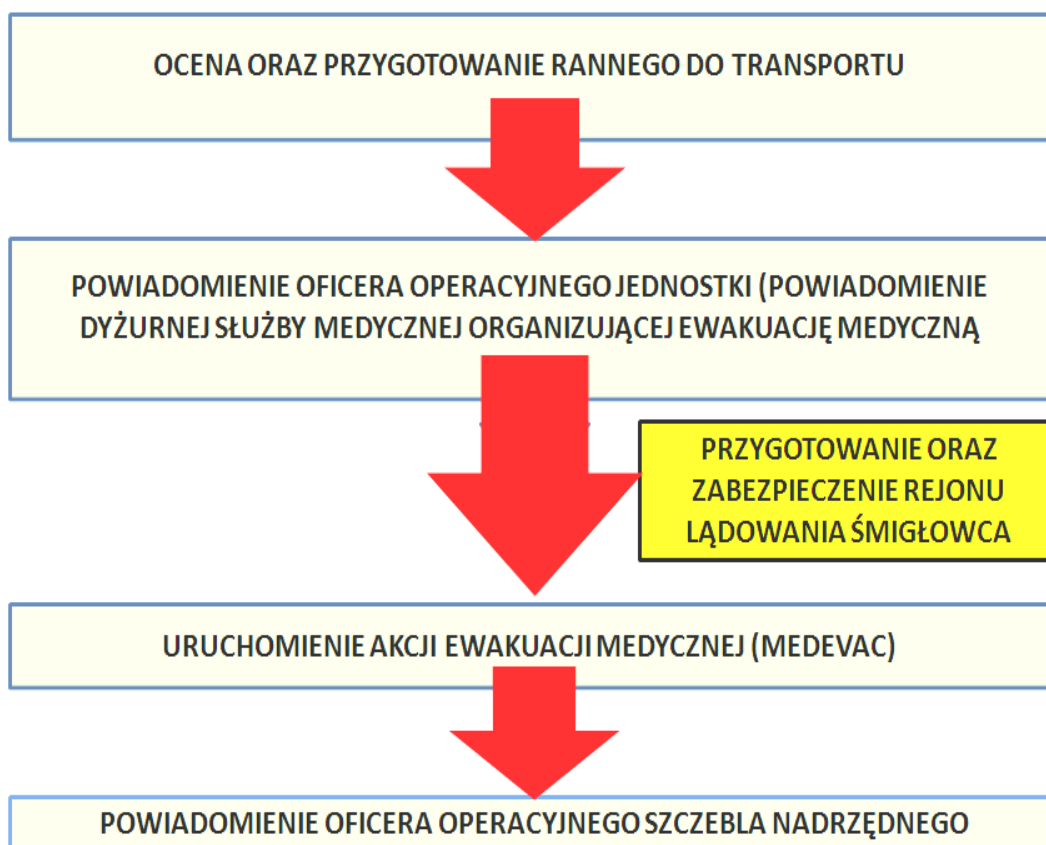 OCENA ORAZ PRZYGOTOWANIE RANNEGO DO TRANSPORTU
POWIADOMIENIE OFICERA OPERACYJNEGO JEDNOSTKI (POWIADOMIENIE
DYŻURNEJ SŁUŻBY MEDYCZNEJ ORGANIZUJĄCEJ EWAKUACJĘ MEDYCZNĄ
PRZYGOTOWANIE ORAZ
ZABEZPIECZENIE REJONU
LĄDOWANIA ŚMIGŁOWCA
URUCHOMIENIE AKCJI EWAKUACJI MEDYCZNEJ (MEDEVAC)
POWIADOMIENIE OFICERA OPERACYJNEGO SZCZEBLA NADRZĘDNEGO